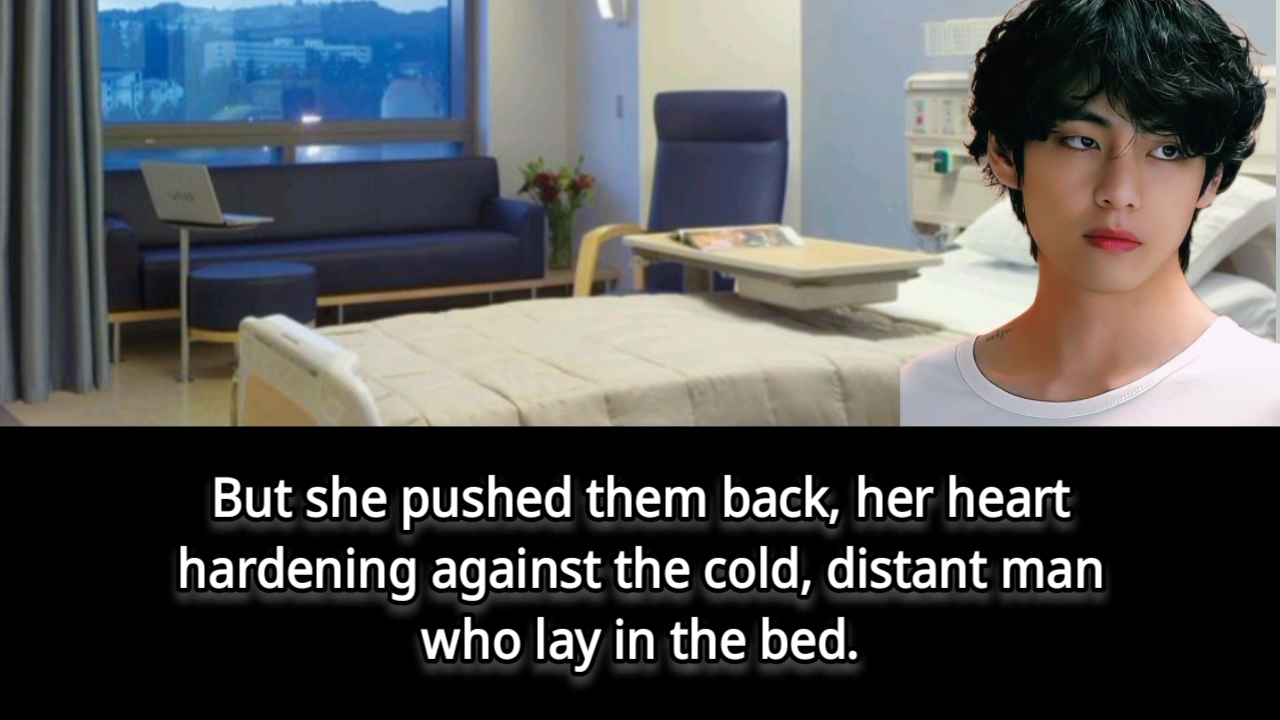 But she pushed them back, her heart
hardening against the cold, distant man
who lay in the bed.